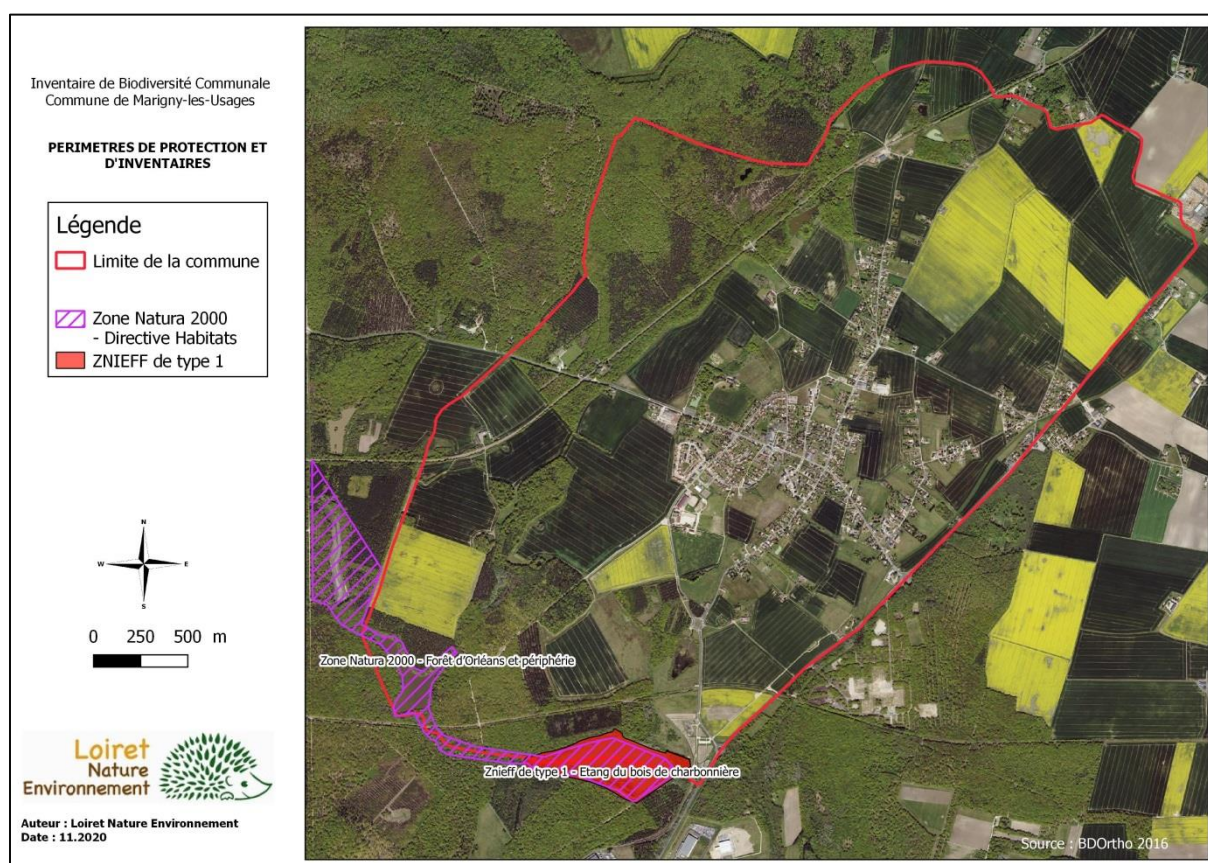 Inventaire de Biodiversité Communale
Commune de Marigny-les-Usages
PERIMETRES DE PROTECTION ET
D'INVENTAIRES
Légende
Limite de la commune
Zone Natura 2000
- Directive Habitats
ZNIEFF de type 1
N
W
E
S
0 250 500 m
Loiret
Nature
Environnement
Auteur : Loiret Nature Environnement
Date : 11.2020
Zone Natura 2000 - Forêt d'Orléans et périphérie
Znieff de type 1 - Etang du bois de charbonnière
Source : BDOrtho 2016